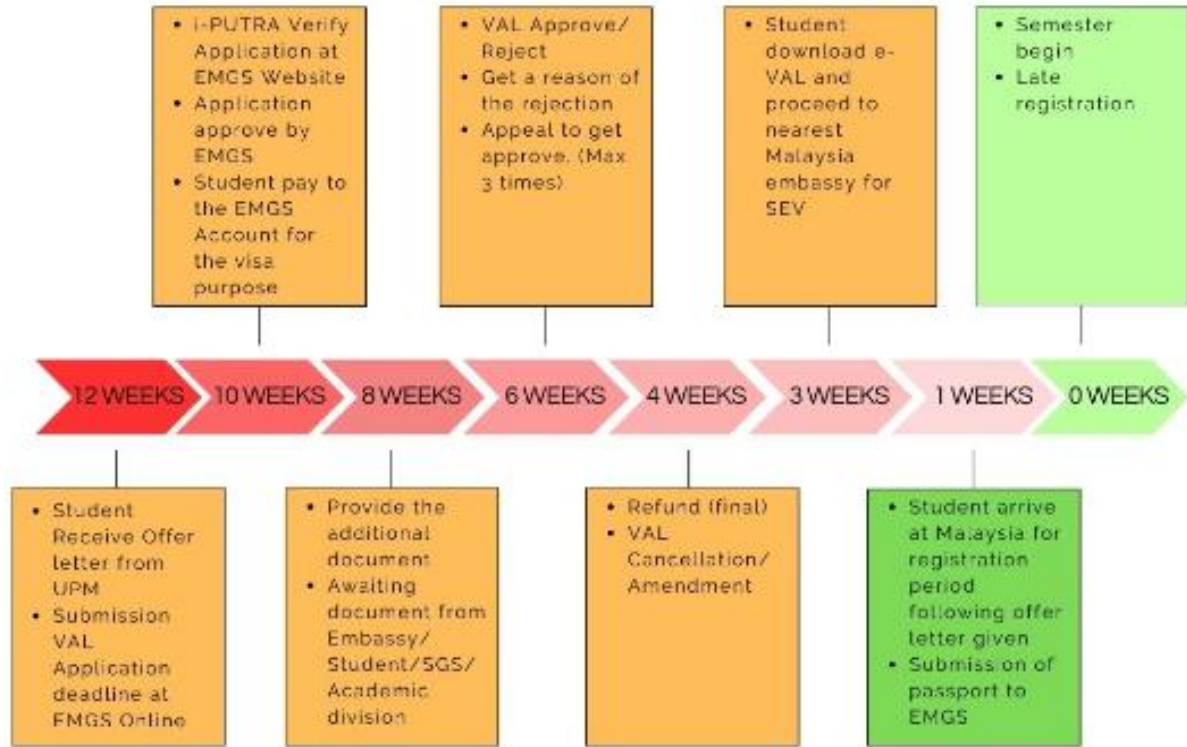 • i-PUTRA Verify
Application at
EMGS Website
• Application
approve by
EMGS
• Student pay to
the EMGS
Account for
the visa
purpose
• VAL Approve/
Reject
• Get a reason of
the rejection
• Appeal to get
approve. (Max
3 times)
• Student
download e-
VAL and
proceed to
nearest
Malaysia
embassy for
SEV
• Semester
begin
• Late
registration
12 WEEKS
10 WEEKS
8 WEEKS
6 WEEKS
4 WEEKS
3 WEEKS
1 WEEKS
0 WEEKS
• Student
Receive Offer
letter from
UPM
• Submission
VAL
Application
deadline at
EMGS Online
• Provide the
additional
document
• Awaiting
document from
Embassy/
Student/SGS/
Academic
division
• Refund (final)
• VAL
Cancellation/
Amendment
• Student arrive
at Malaysia for
registration
period
following offer
letter given
• Submission of
passport to
EMGS